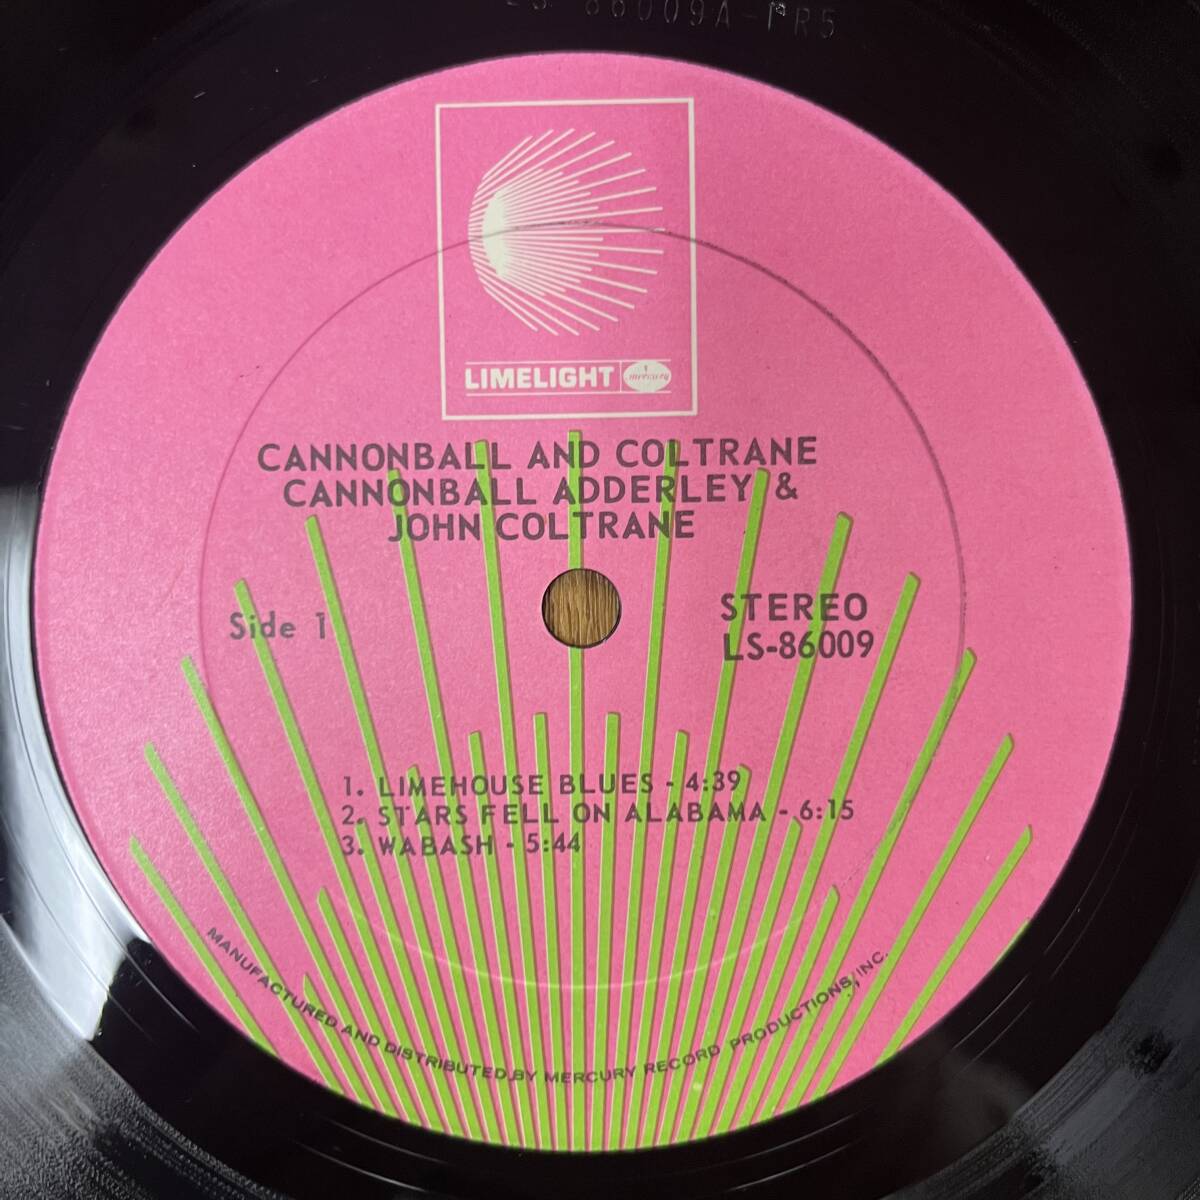 LS 86009A-PR5
LIMELIGHT mercury
CANNONBALL AND COLTRANE
CANNONBALL ADDERLEY &
JOHN COLTRANE
Side 1
STEREO
LS-86009
1. LIMEHOUSE BLUES - 4:39
2. STARS FELL ON ALABAMA - 6:15
3. WABASH - 5:44
MANUFACTURED AND DISTRIBUTED BY MERCURY RECORD PRODUCTIONS, INC.